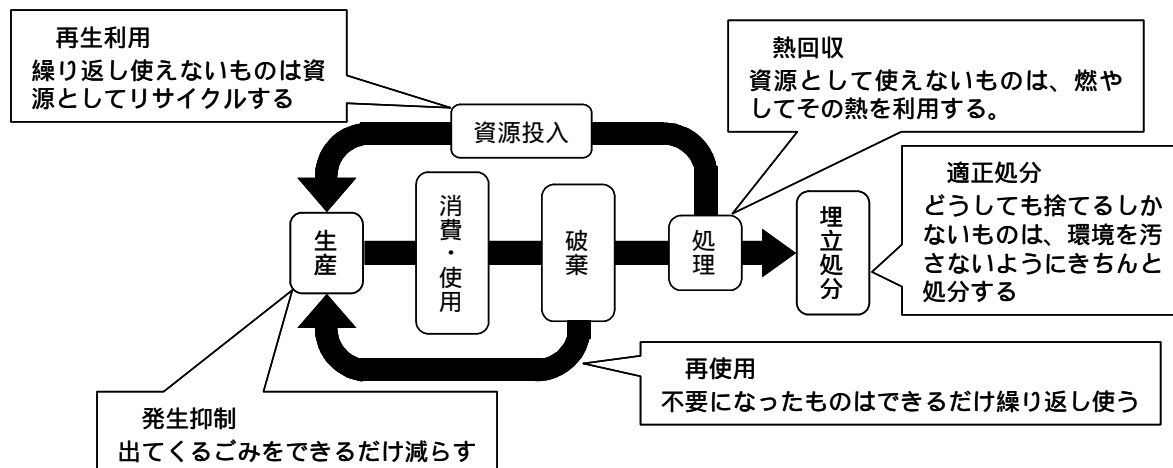 再生利用
繰り返し使えないものは資
源としてリサイクルする
熱回収
資源として使えないものは、燃や
してその熱を利用する。
資源投入
適正処分
どうしても捨てるしか
ないものは、環境を汚
さないようにきちんと
処分する
生産
消費・使用
破棄
処理
埋立処分
再使用
不要になったものはできるだけ繰り返し使う
発生抑制
出てくるごみをできるだけ減らす